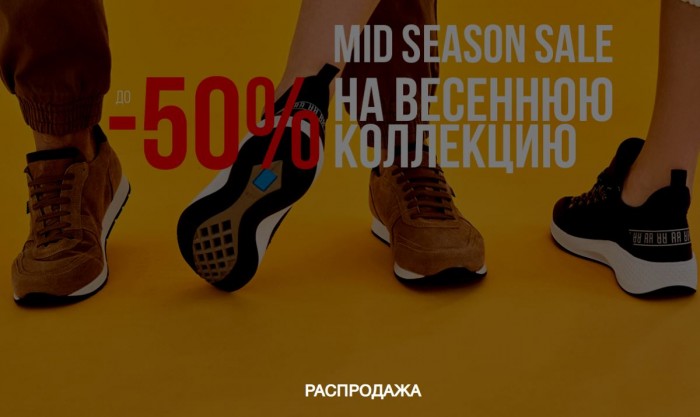 MID SEASON SALE
ДО
-50%
НА ВЕСЕННЮЮ
КОЛЛЕКЦИЮ
РАСПРОДАЖА